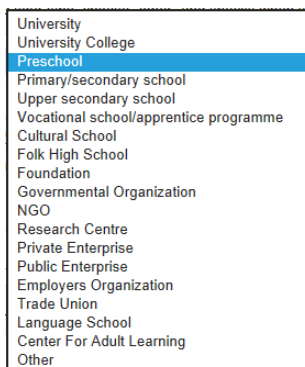 University
University College
Preschool
Primary/secondary school
Upper secondary school
Vocational school/apprentice programme
Cultural School
Folk High School
Foundation
Governmental Organization
NGO
Research Centre
Private Enterprise
Public Enterprise
Employers Organization
Trade Union
Language School
Center For Adult Learning
Other